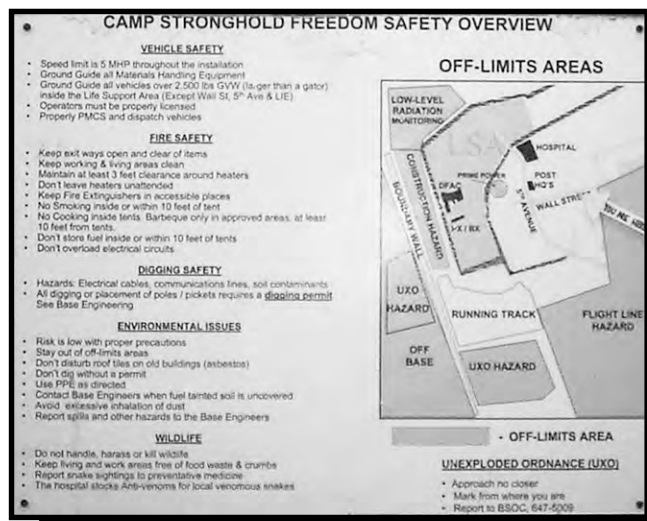 CAMP STRONGHOLD FREEDOM SAFETY OVERVIEW
VEHICLE SAFETY
• Speed limit is 5 MHP throughout the installation
• Ground Guide all Materials Handling Equipment
• Ground Guide all vehicles over 2,500 lbs GVW (larger than a gator)
inside the Life Support Area (Except Wall St, 5th Ave & LIE)
• Operators must be properly licensed
• Properly PMCS and dispatch vehicles
FIRE SAFETY
• Keep exit ways open and clear of items
• Keep working & living areas clean
• Maintain at least 3 feet clearance around heaters
• Don't leave heaters unattended
• Keep Fire Extinguishers in accessible places
• No Smoking inside or within 10 feet of tent
• No Cooking inside tents. Barbeque only in approved areas, at least
10 feet from tents.
• Don't store fuel inside or within 10 feet of tents
• Don't overload electrical circuits
DIGGING SAFETY
• Hazards: Electrical cables, communications lines, soil contaminants
• All digging or placement of poles / pickets requires a digging permit
See Base Engineering
ENVIRONMENTAL ISSUES
• Risk is low with proper precautions
• Stay out of off-limits areas
• Don't disturb roof tiles on old buildings (asbestos)
• Don't dig without a permit
• Use PPE as directed
• Contact Base Engineers when fuel tainted soil is uncovered
• Avoid excessive inhalation of dust
• Report spills and other hazards to the Base Engineers
WILDLIFE
• Do not handle, harass or kill wildlife
• Keep living and work areas free of food waste & crumbs
• Report snake sightings to preventative medicine
• The hospital stocks Anti-venoms for local venomous snakes
OFF-LIMITS AREAS
LOW-LEVEL
RADIATION
MONITORING
LSA
HOSPITAL
PRIME POWER
POST
HQ'S
DFAC
5TH AVENUE
WALL STREET
CONSTRUCTION HAZARD
BOUNDARY WALL
PX / BX
YOU ARE HERE
UXO
HAZARD
RUNNING TRACK
FLIGHT LINE
HAZARD
OFF
BASE
UXO HAZARD
- OFF-LIMITS AREA
UNEXPLODED ORDNANCE (UXO)
• Approach no closer
• Mark from where you are
• Report to BSOC, 647-5009